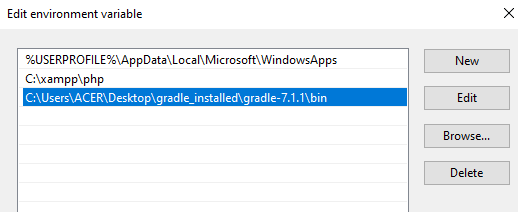 Edit environment variable
%USERPROFILE%\AppData\Local\Microsoft\WindowsApps
New
C:\xampp\php
C:\Users\ACER\Desktop\gradle_installed\gradle-7.1.1\bin
Edit
Browse...
Delete